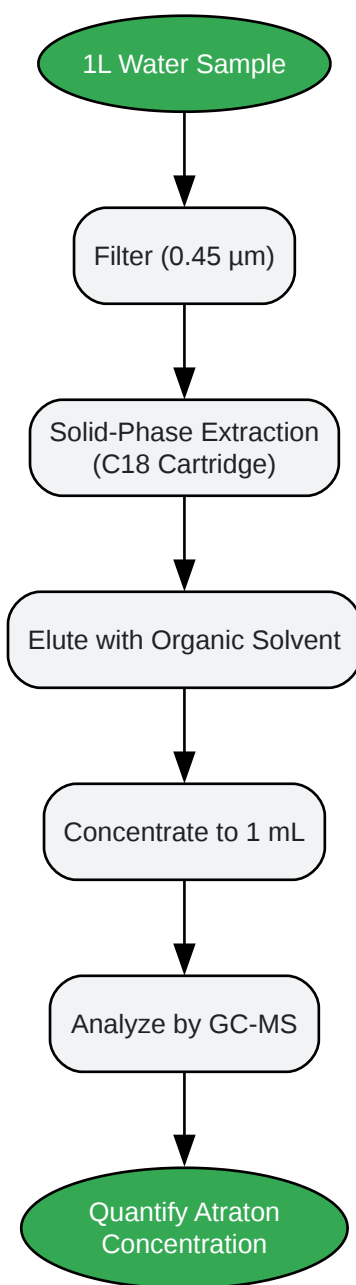 1L Water Sample
Filter (0.45 µm)
Solid-Phase Extraction
(C18 Cartridge)
Elute with Organic Solvent
Concentrate to 1 mL
Analyze by GC-MS
Quantify Atraton
Concentration